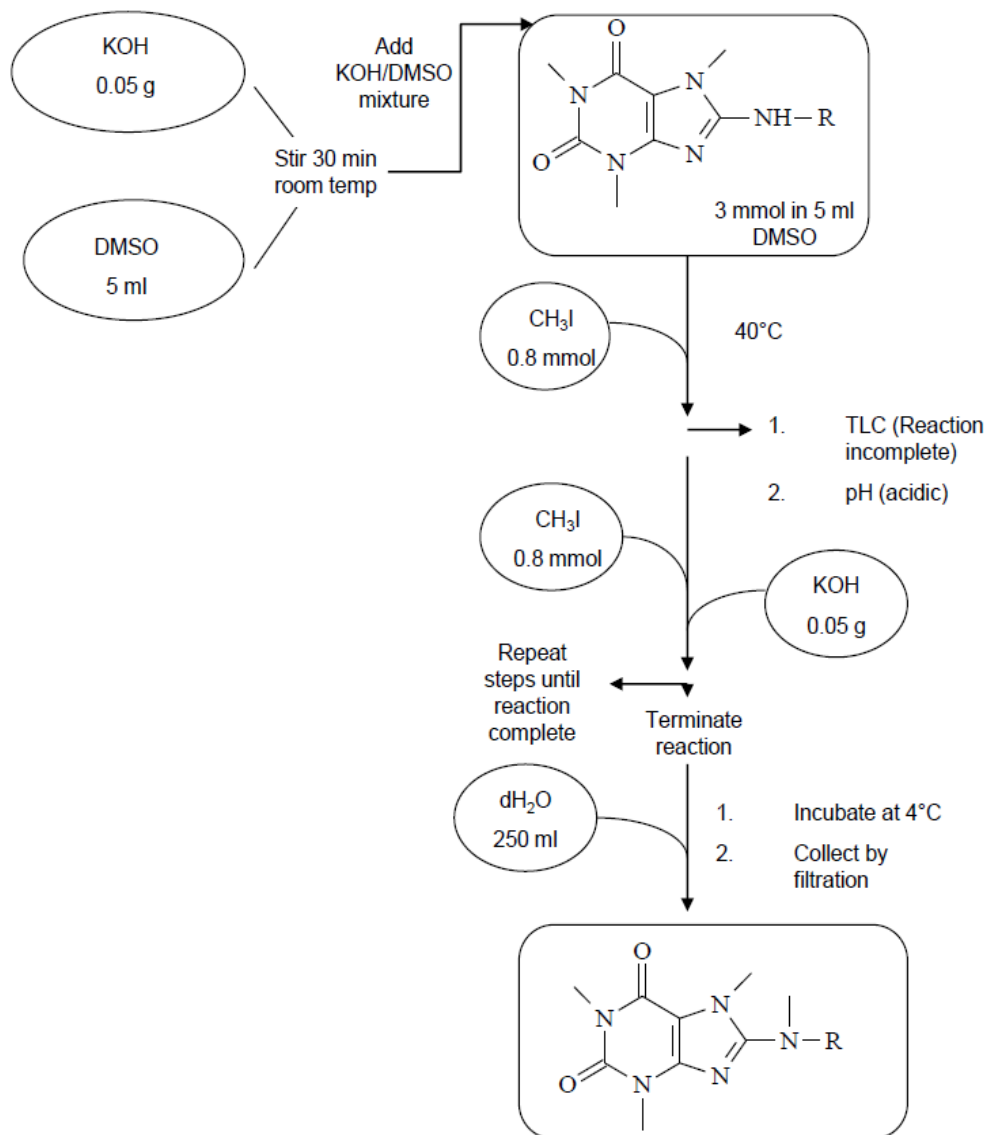 KOH
0.05 g
DMSO
5 ml
Stir 30 min
room temp
Add
KOH/DMSO
mixture
O
N
N
NH
R
O
N
N
3 mmol in 5 ml
DMSO
CH₃I
0.8 mmol
40°C
1. TLC (Reaction
incomplete)
2. pH (acidic)
CH₃I
0.8 mmol
KOH
0.05 g
Repeat
steps until
reaction
complete
Terminate
reaction
dH₂O
250 ml
1. Incubate at 4°C
2. Collect by
filtration
O
N
N
N
R
O
N
N